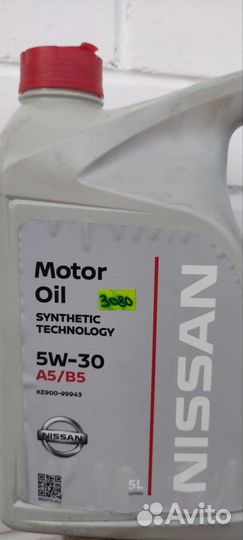 Motor
Oil
3080
SYNTHETIC
TECHNOLOGY
5W-30
A5/B5
KE900-99943
NISSAN
NISSAN
5L
Avito